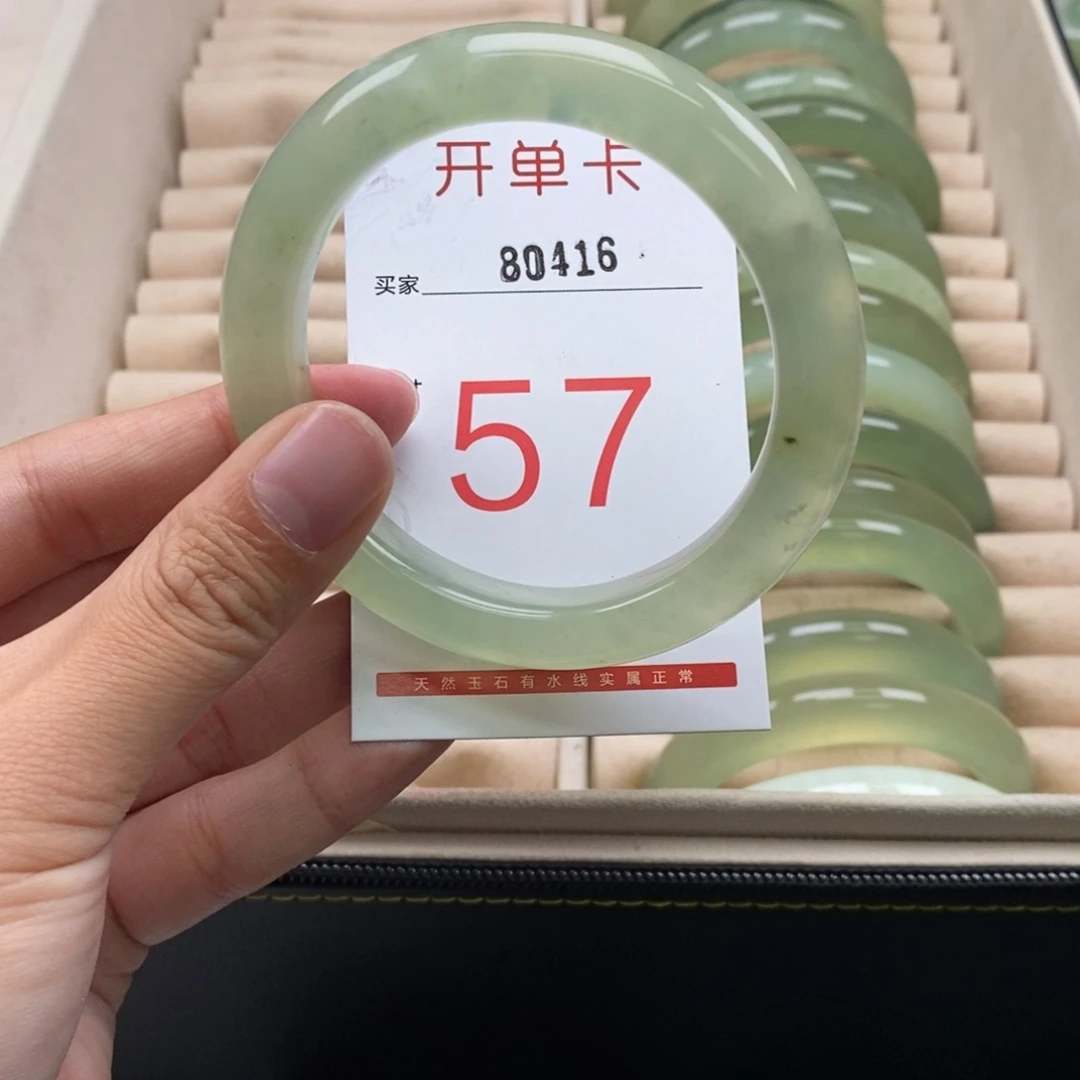 开单卡
买家 80416
57
天然玉石有水线实属正常